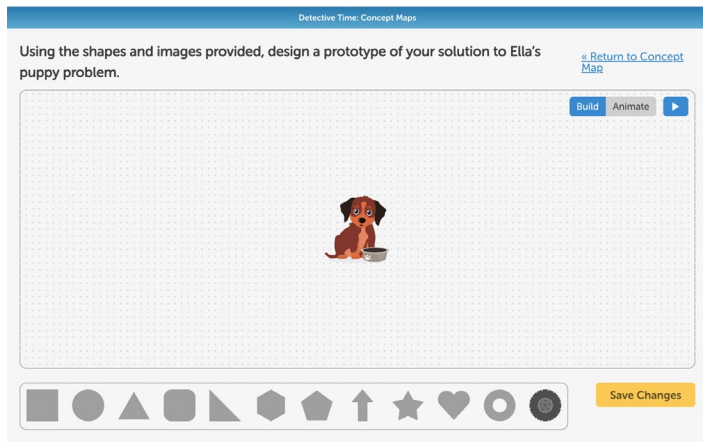 Detective Time: Concept Maps
Using the shapes and images provided, design a prototype of your solution to Ella's
puppy problem.
« Return to Concept
Map
Build Animate
Save Changes